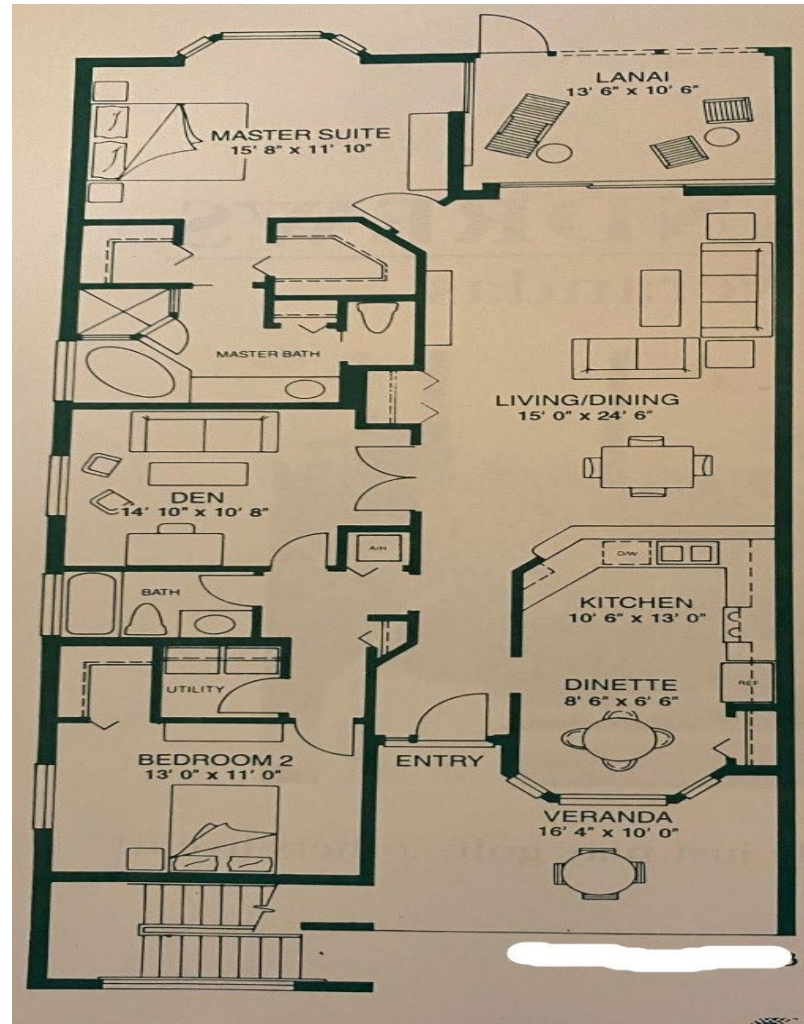 LANAI
13' 6" x 10' 6"
MASTER SUITE
15' 8" x 11' 10"
MASTER BATH
LIVING/DINING
15' 0" x 24' 6"
DEN
14' 10" x 10' 8"
A/H
D/W
BATH
KITCHEN
10' 6" x 13' 0"
UTILITY
DINETTE
8' 6" x 6' 6"
REF
BEDROOM 2
13' 0" x 11' 0"
ENTRY
VERANDA
16' 4" x 10' 0"